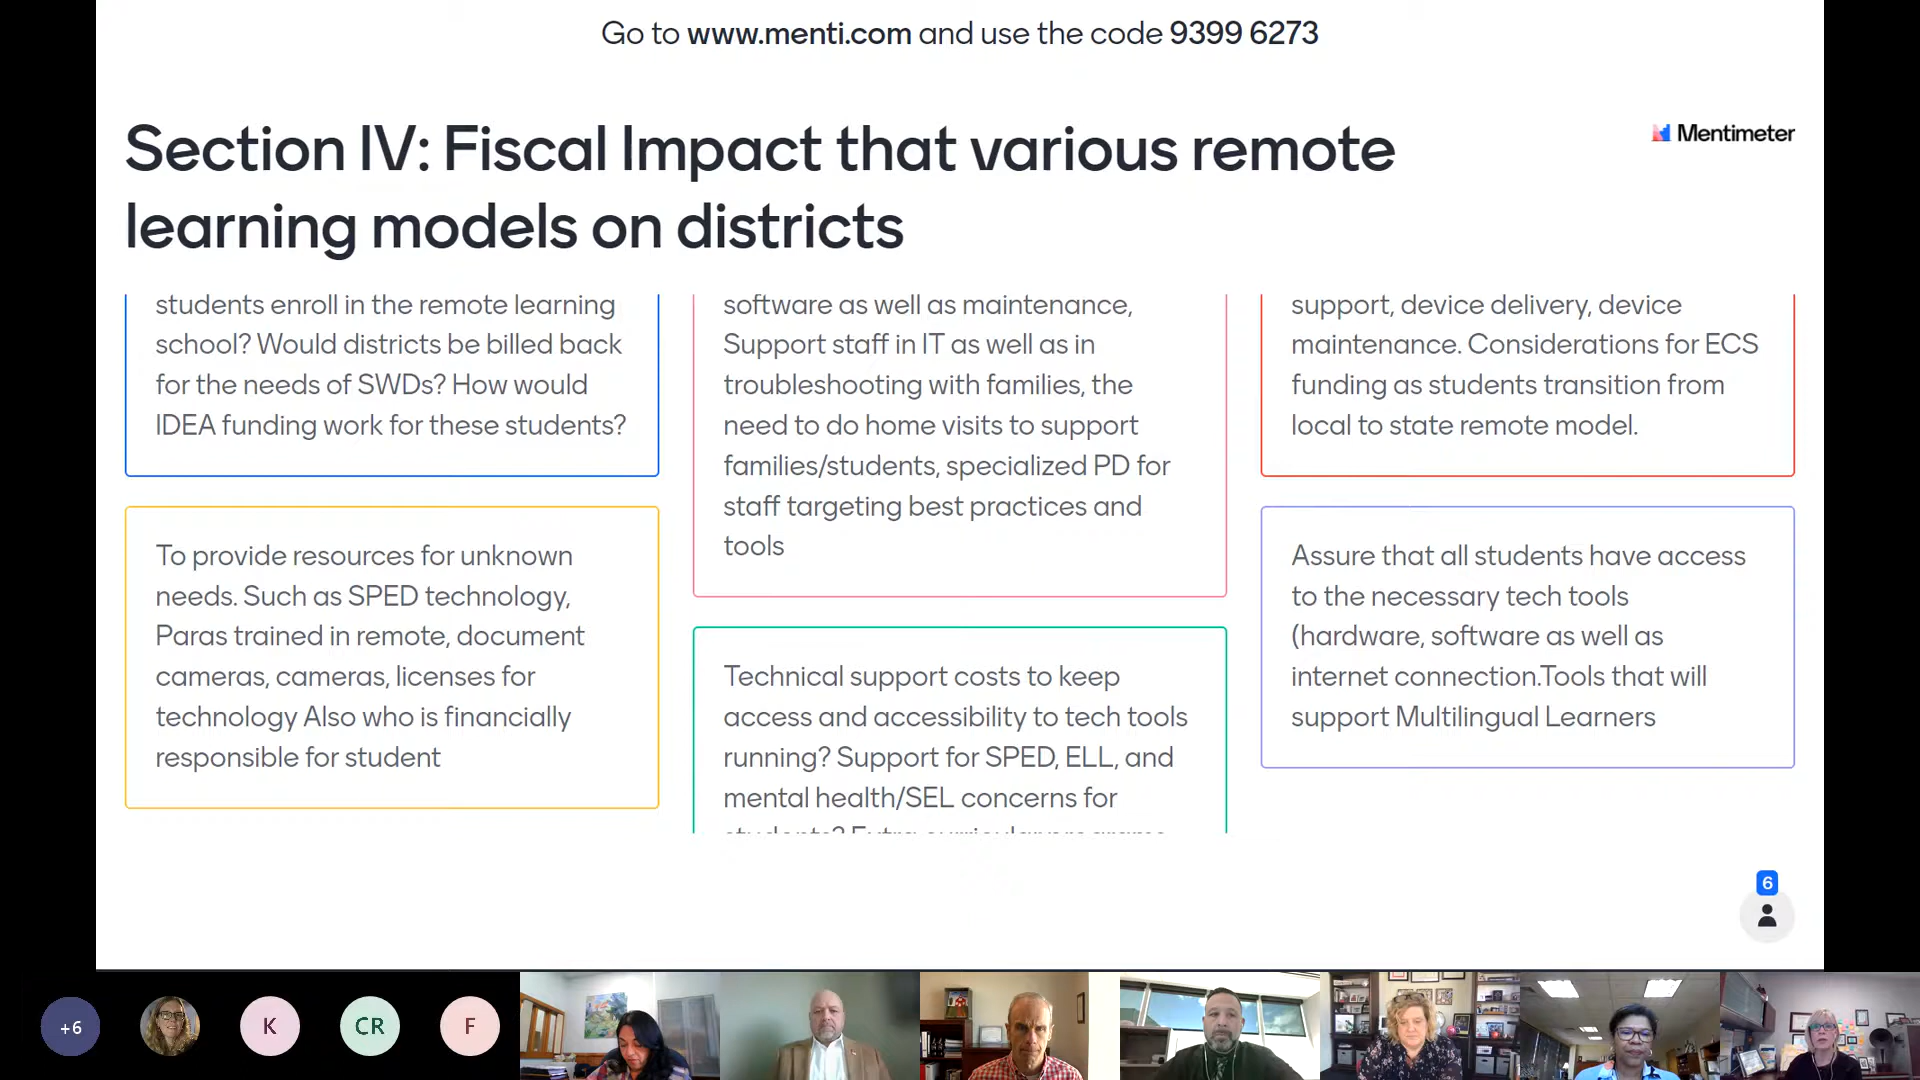 Go to www.menti.com and use the code 9399 6273
Section IV: Fiscal Impact that various remote
learning models on districts
Mentimeter
students enroll in the remote learning
school? Would districts be billed back
for the needs of SWDs? How would
IDEA funding work for these students?
To provide resources for unknown
needs. Such as SPED technology,
Paras trained in remote, document
cameras, cameras, licenses for
technology Also who is financially
responsible for student
software as well as maintenance,
Support staff in IT as well as in
troubleshooting with families, the
need to do home visits to support
families/students, specialized PD for
staff targeting best practices and
tools
Technical support costs to keep
access and accessibility to tech tools
running? Support for SPED, ELL, and
mental health/SEL concerns for
students? Extra curricular programs
support, device delivery, device
maintenance. Considerations for ECS
funding as students transition from
local to state remote model.
Assure that all students have access
to the necessary tech tools
(hardware, software as well as
internet connection.Tools that will
support Multilingual Learners
6
+6
K
CR
F